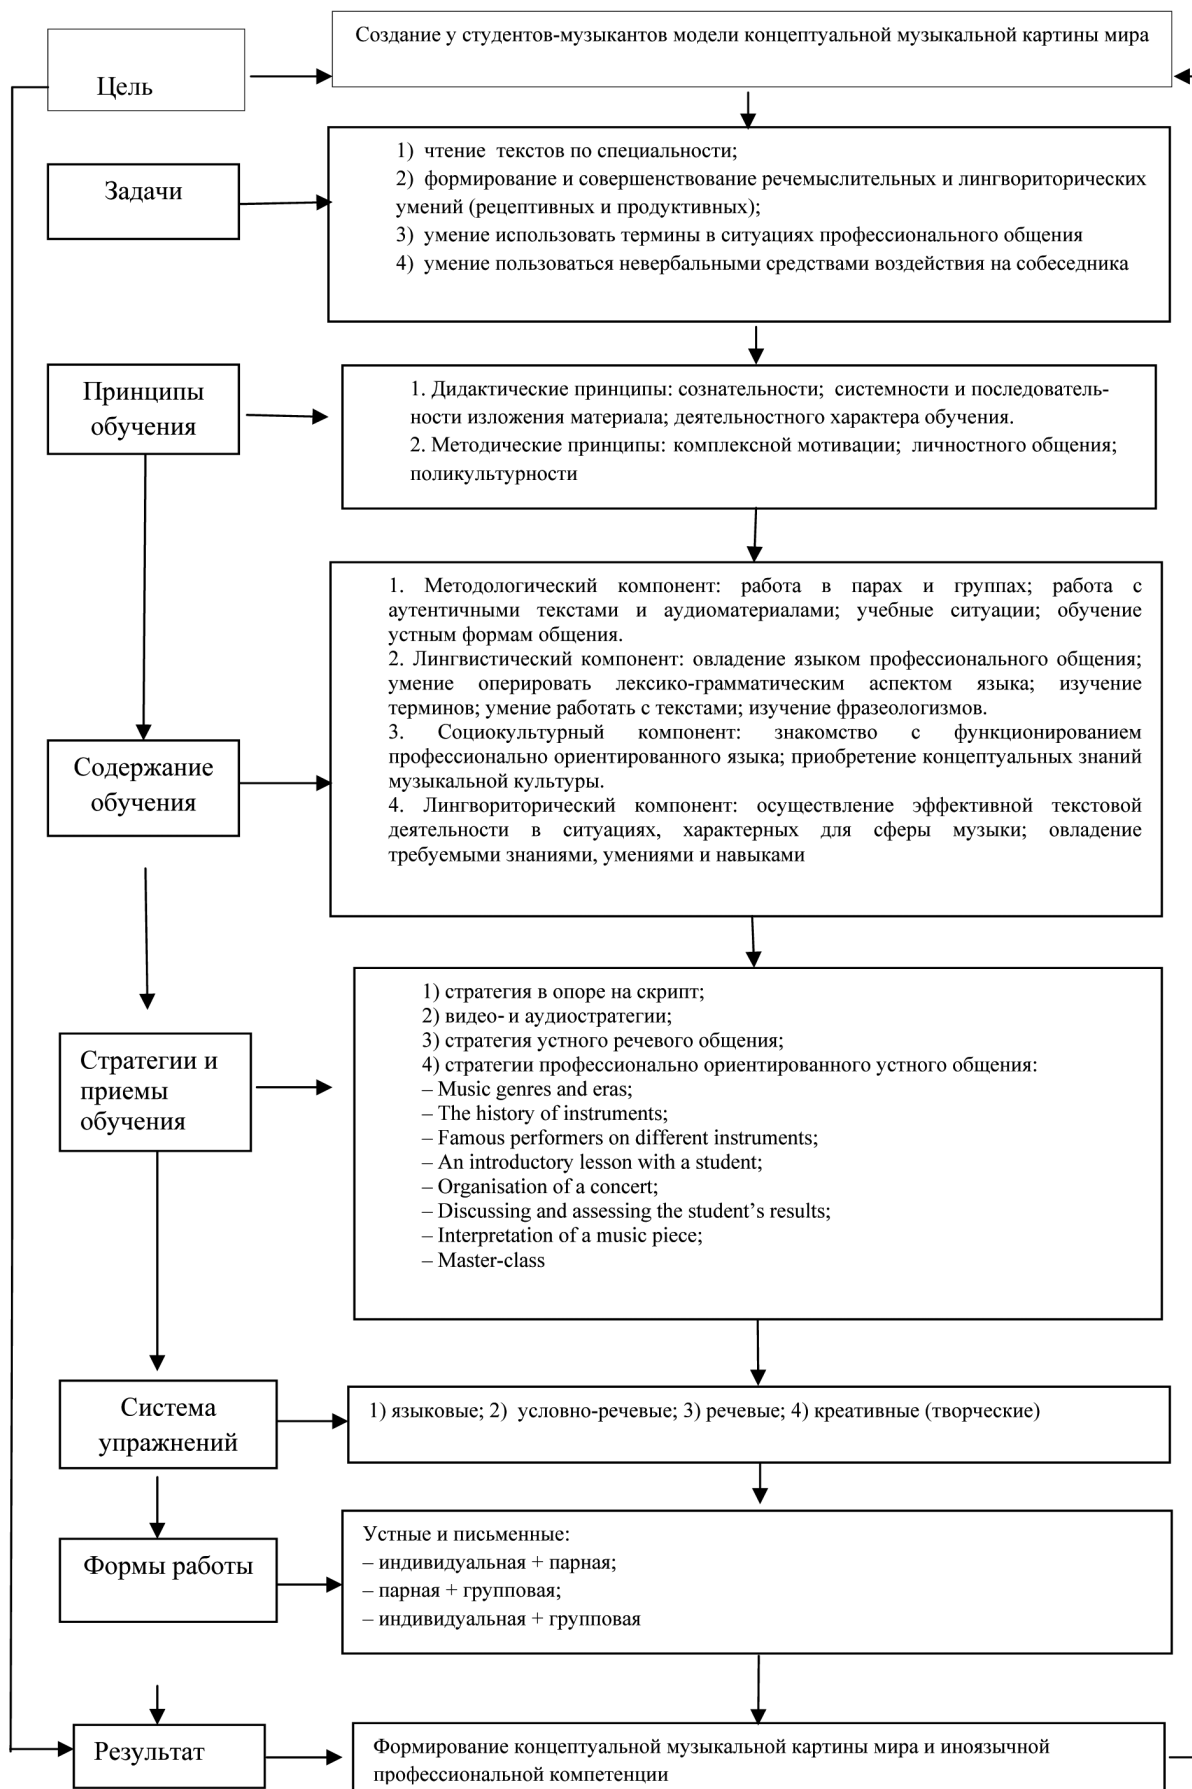 Цель
Создание у студентов-музыкантов модели концептуальной музыкальной картины мира
Задачи
1) чтение текстов по специальности;
2) формирование и совершенствование речемыслительных и лингвориторических
умений (рецептивных и продуктивных);
3) умение использовать термины в ситуациях профессионального общения
4) умение пользоваться невербальными средствами воздействия на собеседника
Принципы
обучения
1. Дидактические принципы: сознательности; системности и последователь-
ности изложения материала; деятельностного характера обучения.
2. Методические принципы: комплексной мотивации; личностного общения;
поликультурности
Содержание
обучения
1. Методологический компонент: работа в парах и группах; работа с
аутентичными текстами и аудиоматериалами; учебные ситуации; обучение
устным формам общения.
2. Лингвистический компонент: овладение языком профессионального общения;
умение оперировать лексико-грамматическим аспектом языка; изучение
терминов; умение работать с текстами; изучение фразеологизмов.
3. Социокультурный компонент: знакомство с функционированием
профессионально ориентированного языка; приобретение концептуальных знаний
музыкальной культуры.
4. Лингвориторический компонент: осуществление эффективной текстовой
деятельности в ситуациях, характерных для сферы музыки; овладение
требуемыми знаниями, умениями и навыками
Стратегии и
приемы
обучения
1) стратегия в опоре на скрипт;
2) видео- и аудиостратегии;
3) стратегия устного речевого общения;
4) стратегии профессионально ориентированного устного общения:
– Music genres and eras;
– The history of instruments;
– Famous performers on different instruments;
– An introductory lesson with a student;
– Organisation of a concert;
– Discussing and assessing the student’s results;
– Interpretation of a music piece;
– Master-class
Система
упражнений
1) языковые; 2) условно-речевые; 3) речевые; 4) креативные (творческие)
Формы работы
Устные и письменные:
– индивидуальная + парная;
– парная + групповая;
– индивидуальная + групповая
Результат
Формирование концептуальной музыкальной картины мира и иноязычной
профессиональной компетенции